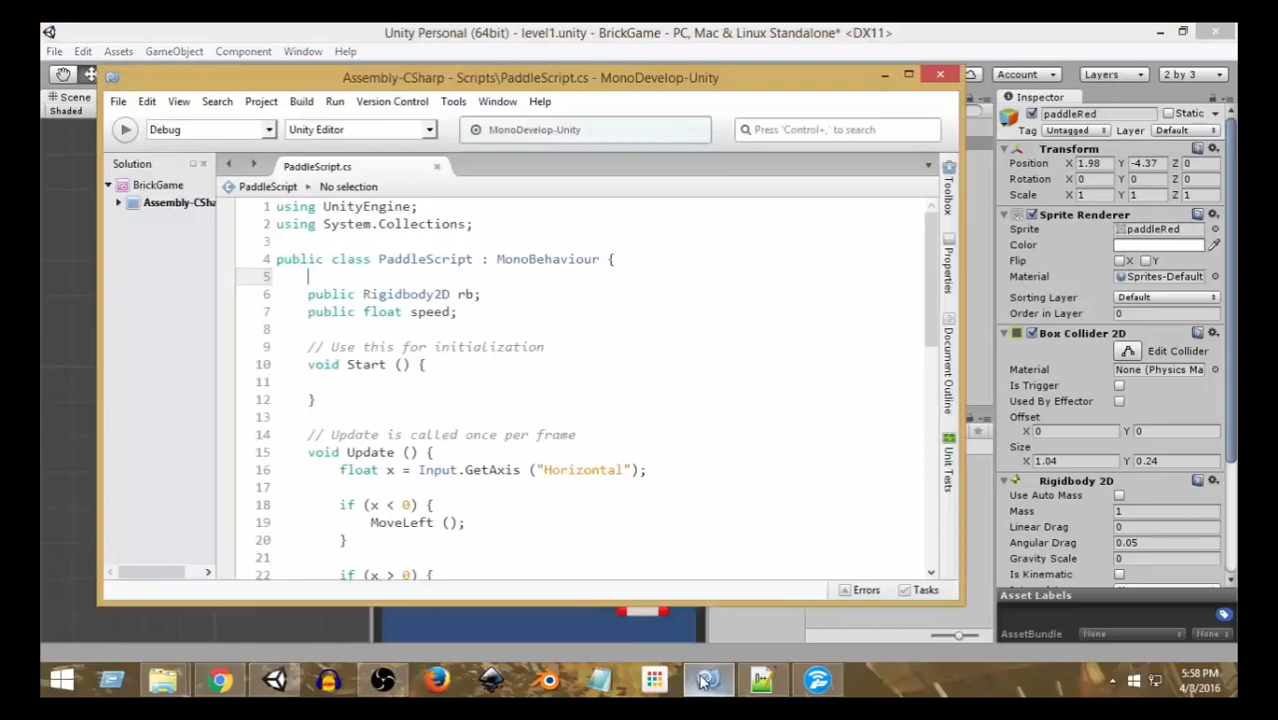 Unity Personal (64bit) - level1.unity - BrickGame - PC, Mac & Linux Standalone* <DX11>
File Edit Assets GameObject Component Window Help
Account Layers 2 by 3
Scene
Shaded
Assembly-CSharp - Scripts\PaddleScript.cs - MonoDevelop-Unity
File Edit View Search Project Build Run Version Control Tools Window Help
Debug Unity Editor MonoDevelop-Unity Press 'Control+,' to search
Solution
BrickGame
Assembly-CSha
PaddleScript.cs
PaddleScript No selection
1 using UnityEngine;
2 using System.Collections;
3
4 public class PaddleScript : MonoBehaviour {
5
6 public Rigidbody2D rb;
7 public float speed;
8
9 // Use this for initialization
10 void Start () {
11
12 }
13
14 // Update is called once per frame
15 void Update () {
16 float x = Input.GetAxis ("Horizontal");
17
18 if (x < 0) {
19 MoveLeft ();
20 }
21
22 if (x > 0) {
Toolbox
Properties
Document Outline
Unit Tests
Errors Tasks
Inspector
paddleRed Static
Tag Untagged Layer Default
Transform
Position X 1.98 Y -4.37 Z 0
Rotation X 0 Y 0 Z 0
Scale X 1 Y 1 Z 1
Sprite Renderer
Sprite paddleRed
Color
Flip X Y
Material Sprites-Default
Sorting Layer Default
Order in Layer 0
Box Collider 2D
Edit Collider
Material None (Physics Ma
Is Trigger
Used By Effector
Offset
X 0 Y 0
Size
X 1.04 Y 0.24
Rigidbody 2D
Use Auto Mass
Mass 1
Linear Drag 0
Angular Drag 0.05
Gravity Scale 0
Is Kinematic
Asset Labels
AssetBundle None None
5:58 PM
4/8/2016